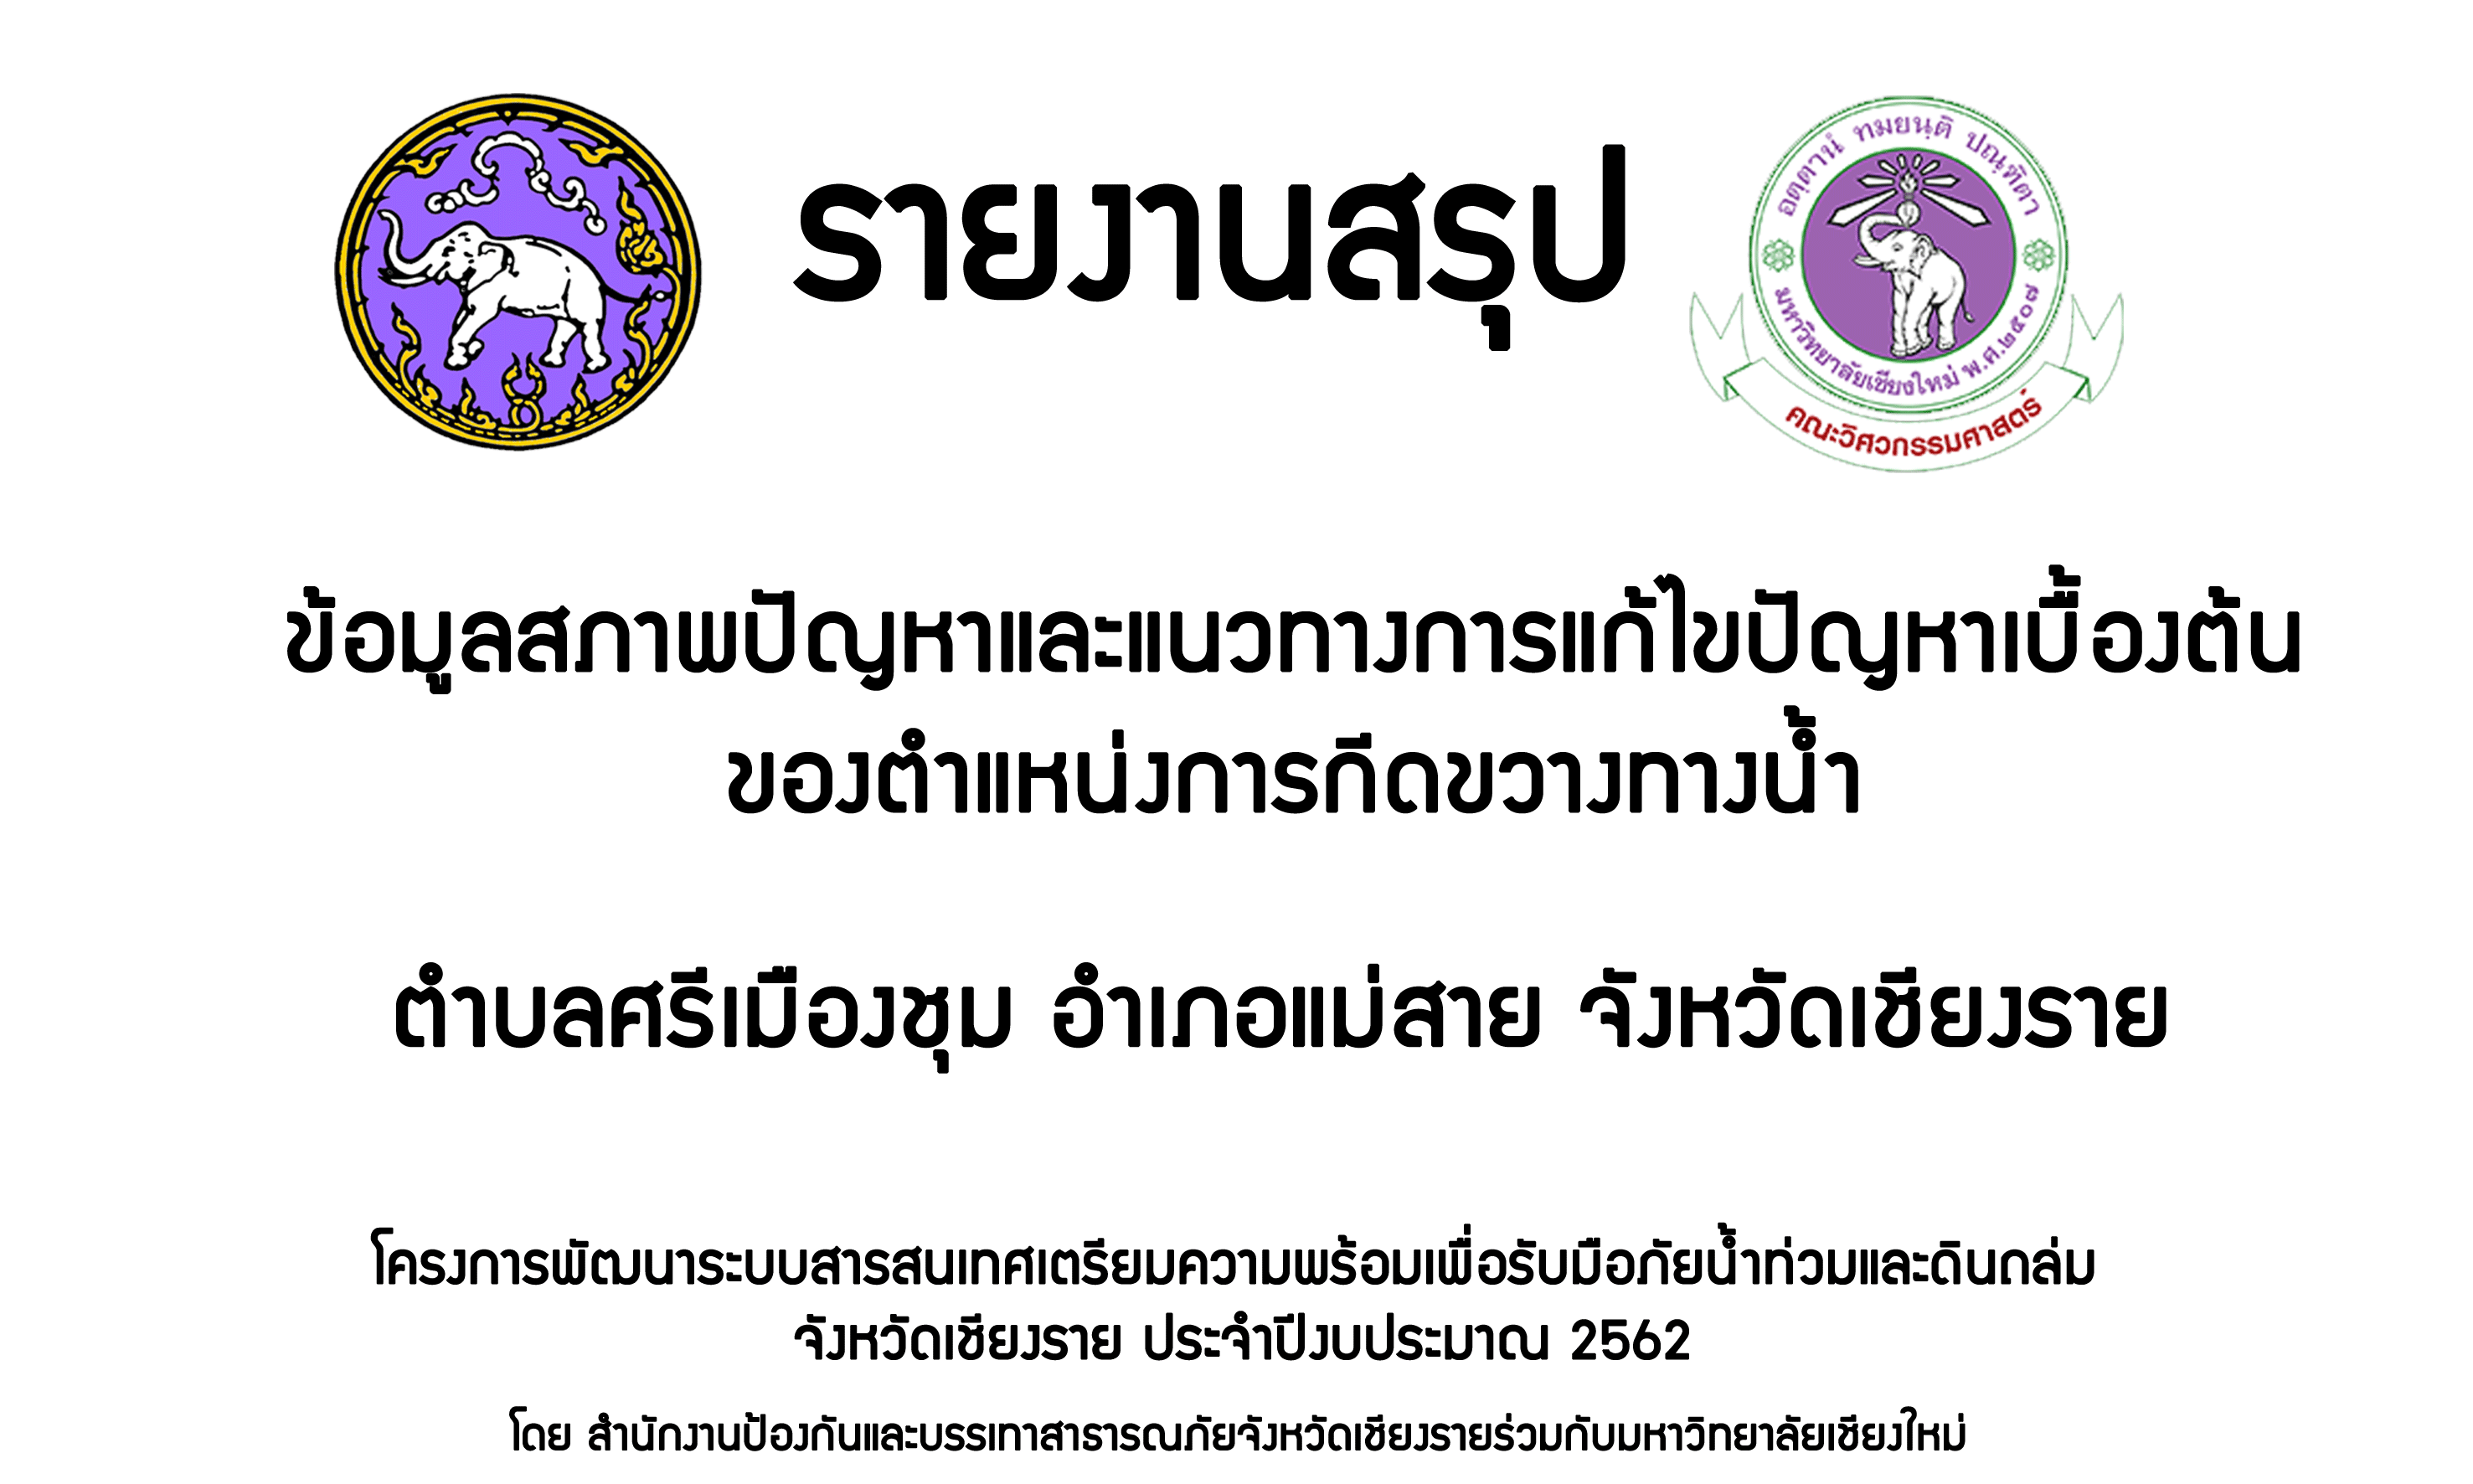 รายงานสรุป
อตฺตานํ ทมยนฺติ ปณฺฑิตา
มหาวิทยาลัยเชียงใหม่ พ.ศ.๒๕๐๗
คณะวิศวกรรมศาสตร์
ข้อมูลสภาพปัญหาและแนวทางการแก้ไขปัญหาเบื้องต้น
ของตำแหน่งการกีดขวางทางน้ำ
ตำบลศรีเมืองชุม อำเภอแม่สาย จังหวัดเชียงราย
โครงการพัฒนาระบบสารสนเทศเตรียมความพร้อมเพื่อรับมือภัยน้ำท่วมและดินถล่ม
จังหวัดเชียงราย ประจำปีงบประมาณ 2562
โดย สำนักงานป้องกันและบรรเทาสาธารณภัยจังหวัดเชียงรายร่วมกับมหาวิทยาลัยเชียงใหม่